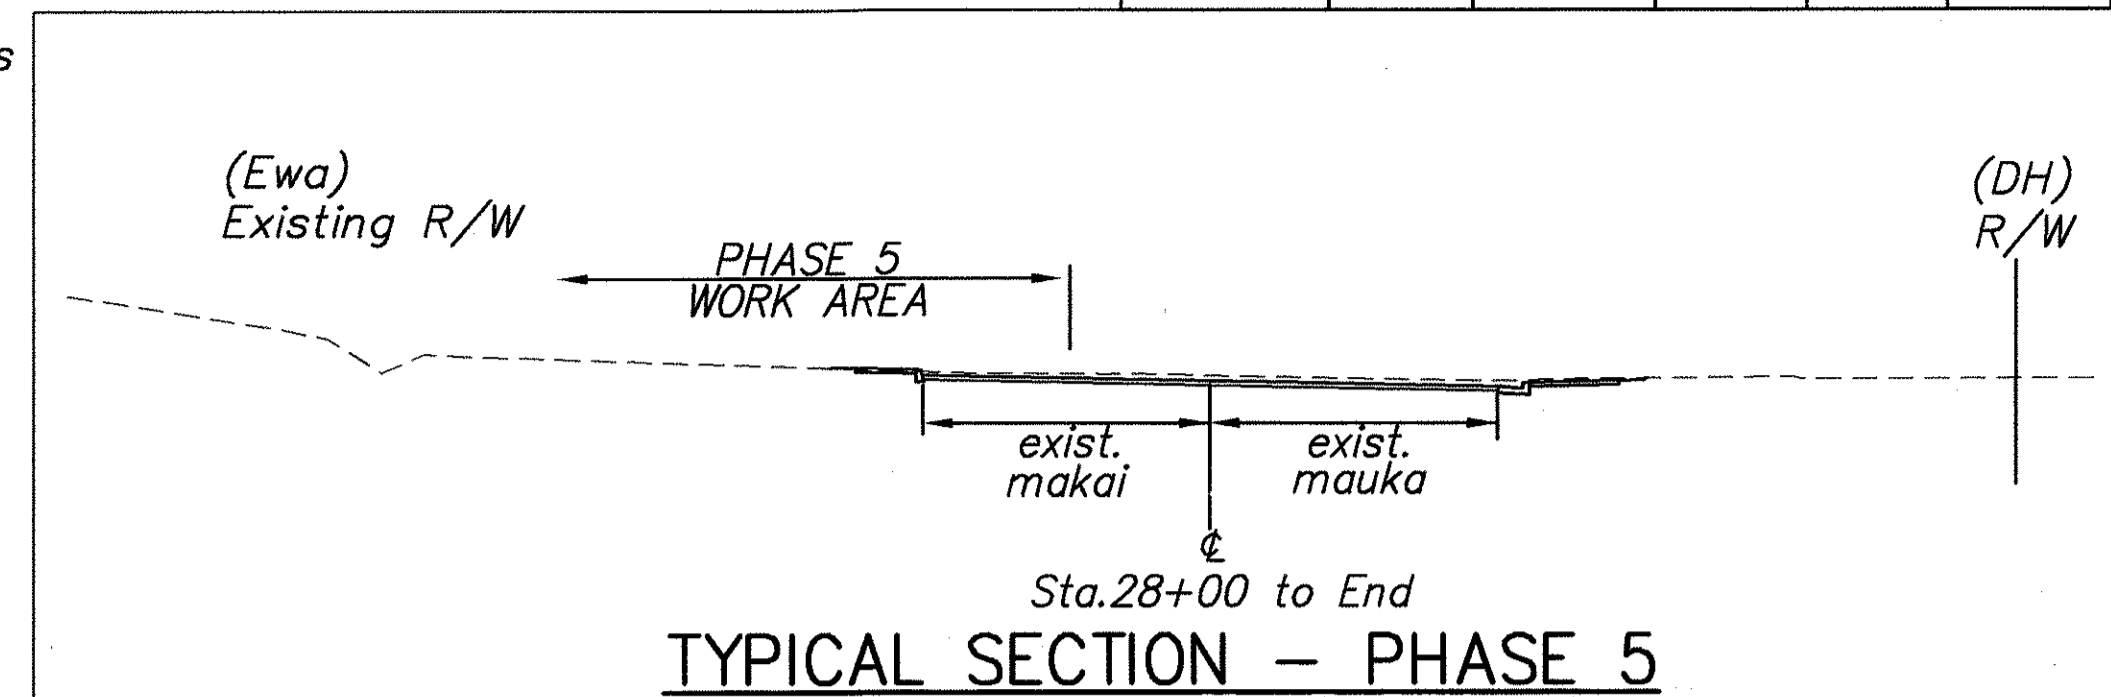 s
(Ewa)
Existing R/W
(DH)
R/W
PHASE 5
WORK AREA
exist.
makai
exist.
mauka
℄
Sta.28+00 to End
TYPICAL SECTION - PHASE 5